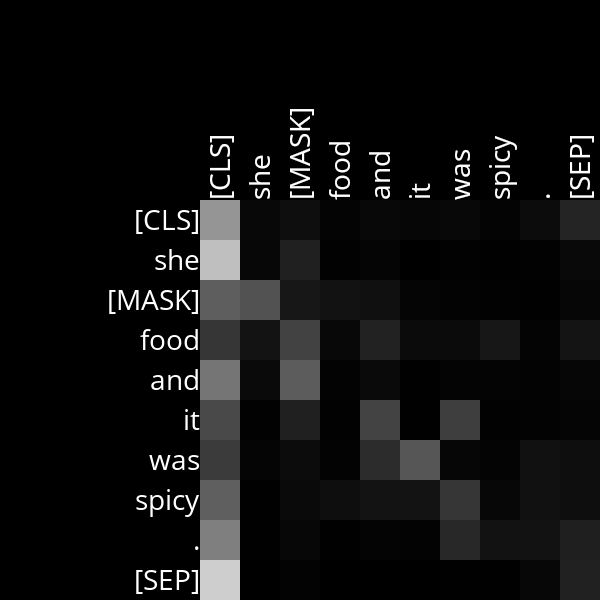 [CLS] she [MASK] food and it was spicy . [SEP]
[CLS]
she
[MASK]
food
and
it
was
spicy
.
[SEP]